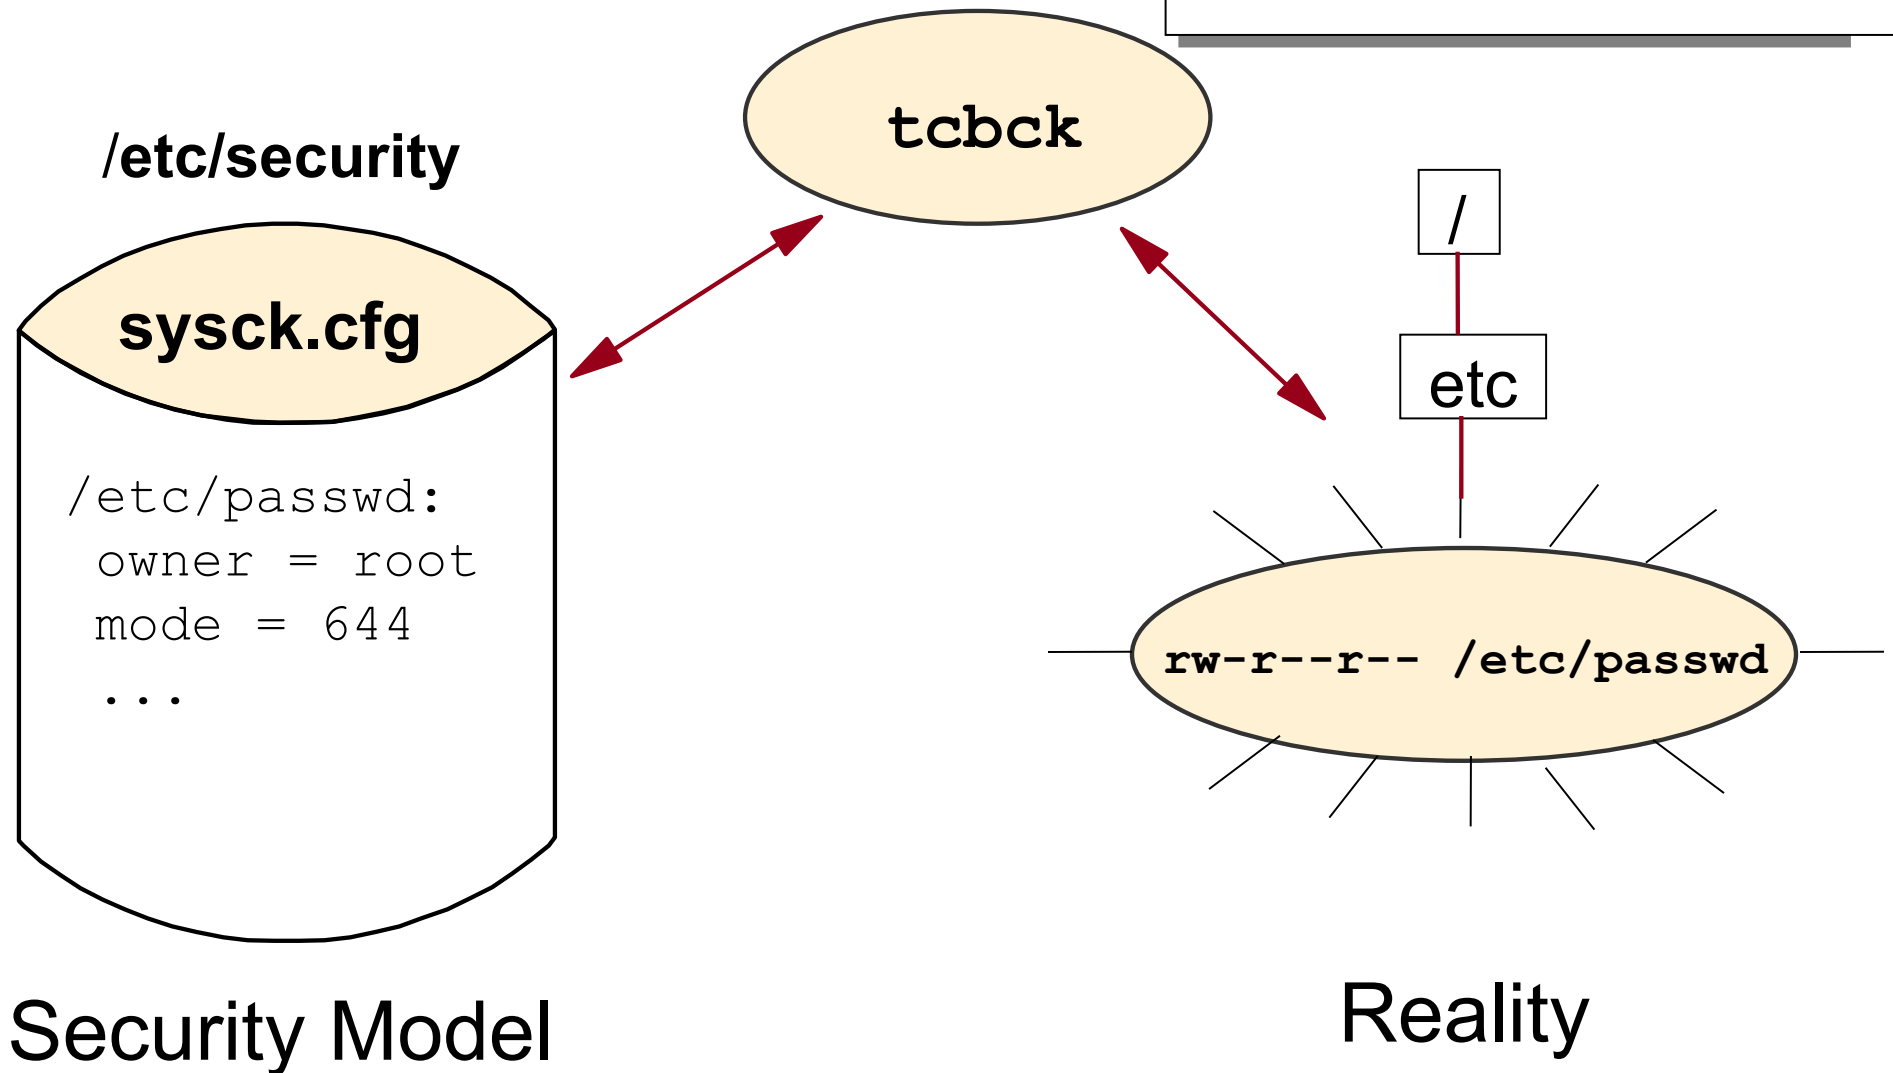 tcbck
/etc/security
sysck.cfg
/etc/passwd:
owner = root
mode = 644
...
/
etc
rw-r--r-- /etc/passwd
Security Model
Reality